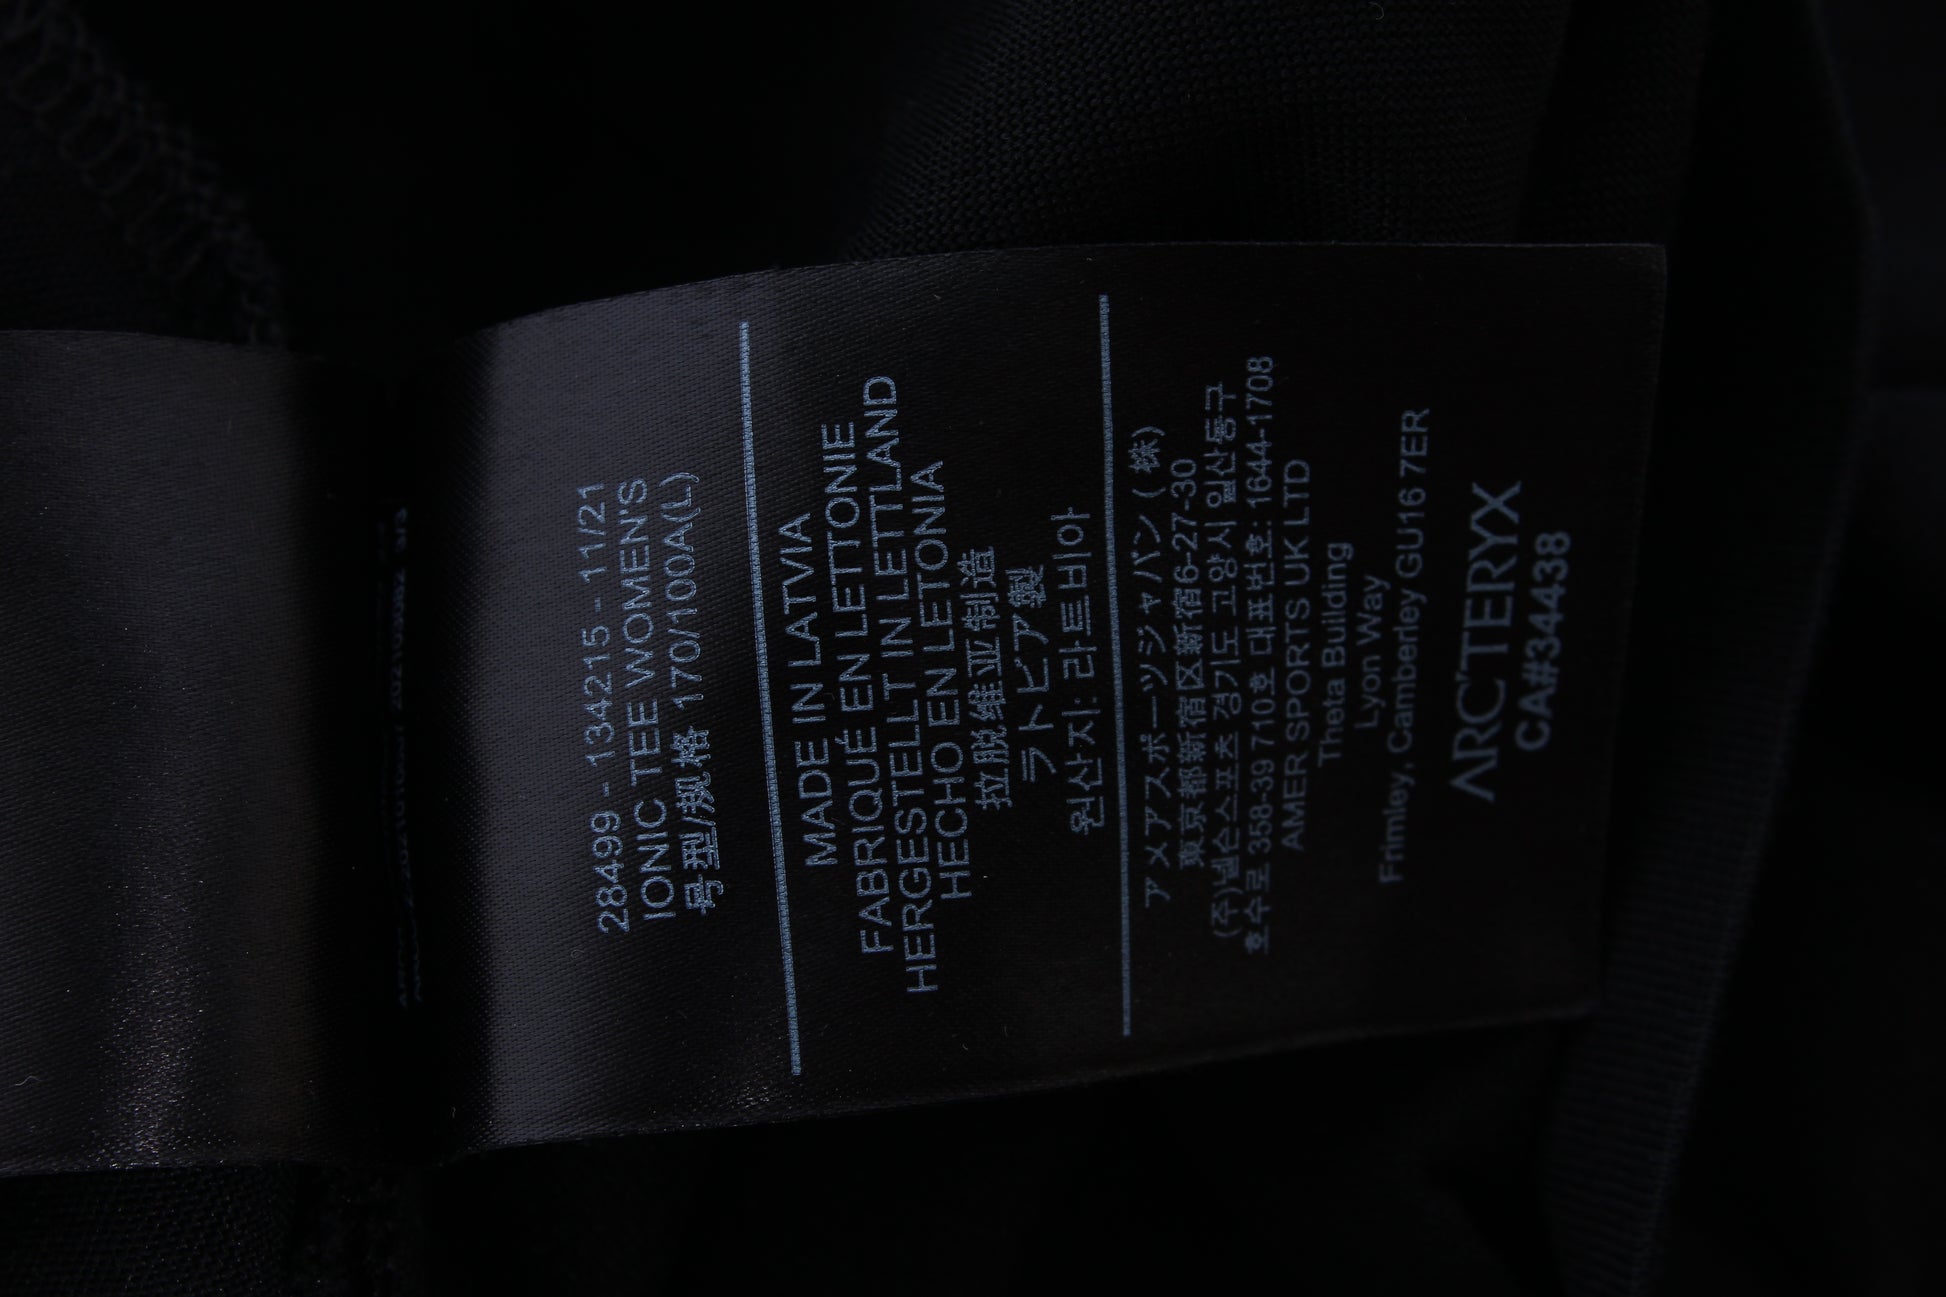 28499 - 134215 - 11/21
IONIC TEE WOMEN'S
号型/规格 170/100A(L)
MADE IN LATVIA
FABRIQUÉ EN LETTONIE
HERGESTELLT IN LETTLAND
HECHO EN LETONIA
拉脱维亚制造
ラトビア製
원산지: 라트비아
アメアスポーツジャパン(株)
東京都新宿区新宿6-27-30
(주)넬슨스포츠 경기도 고양시 일산동구
호수로 358-39 710호 대표번호: 1644-1708
AMER SPORTS UK LTD
Theta Building
Lyon Way
Frimley, Camberley GU16 7ER
ARC'TERYX
CA#34438